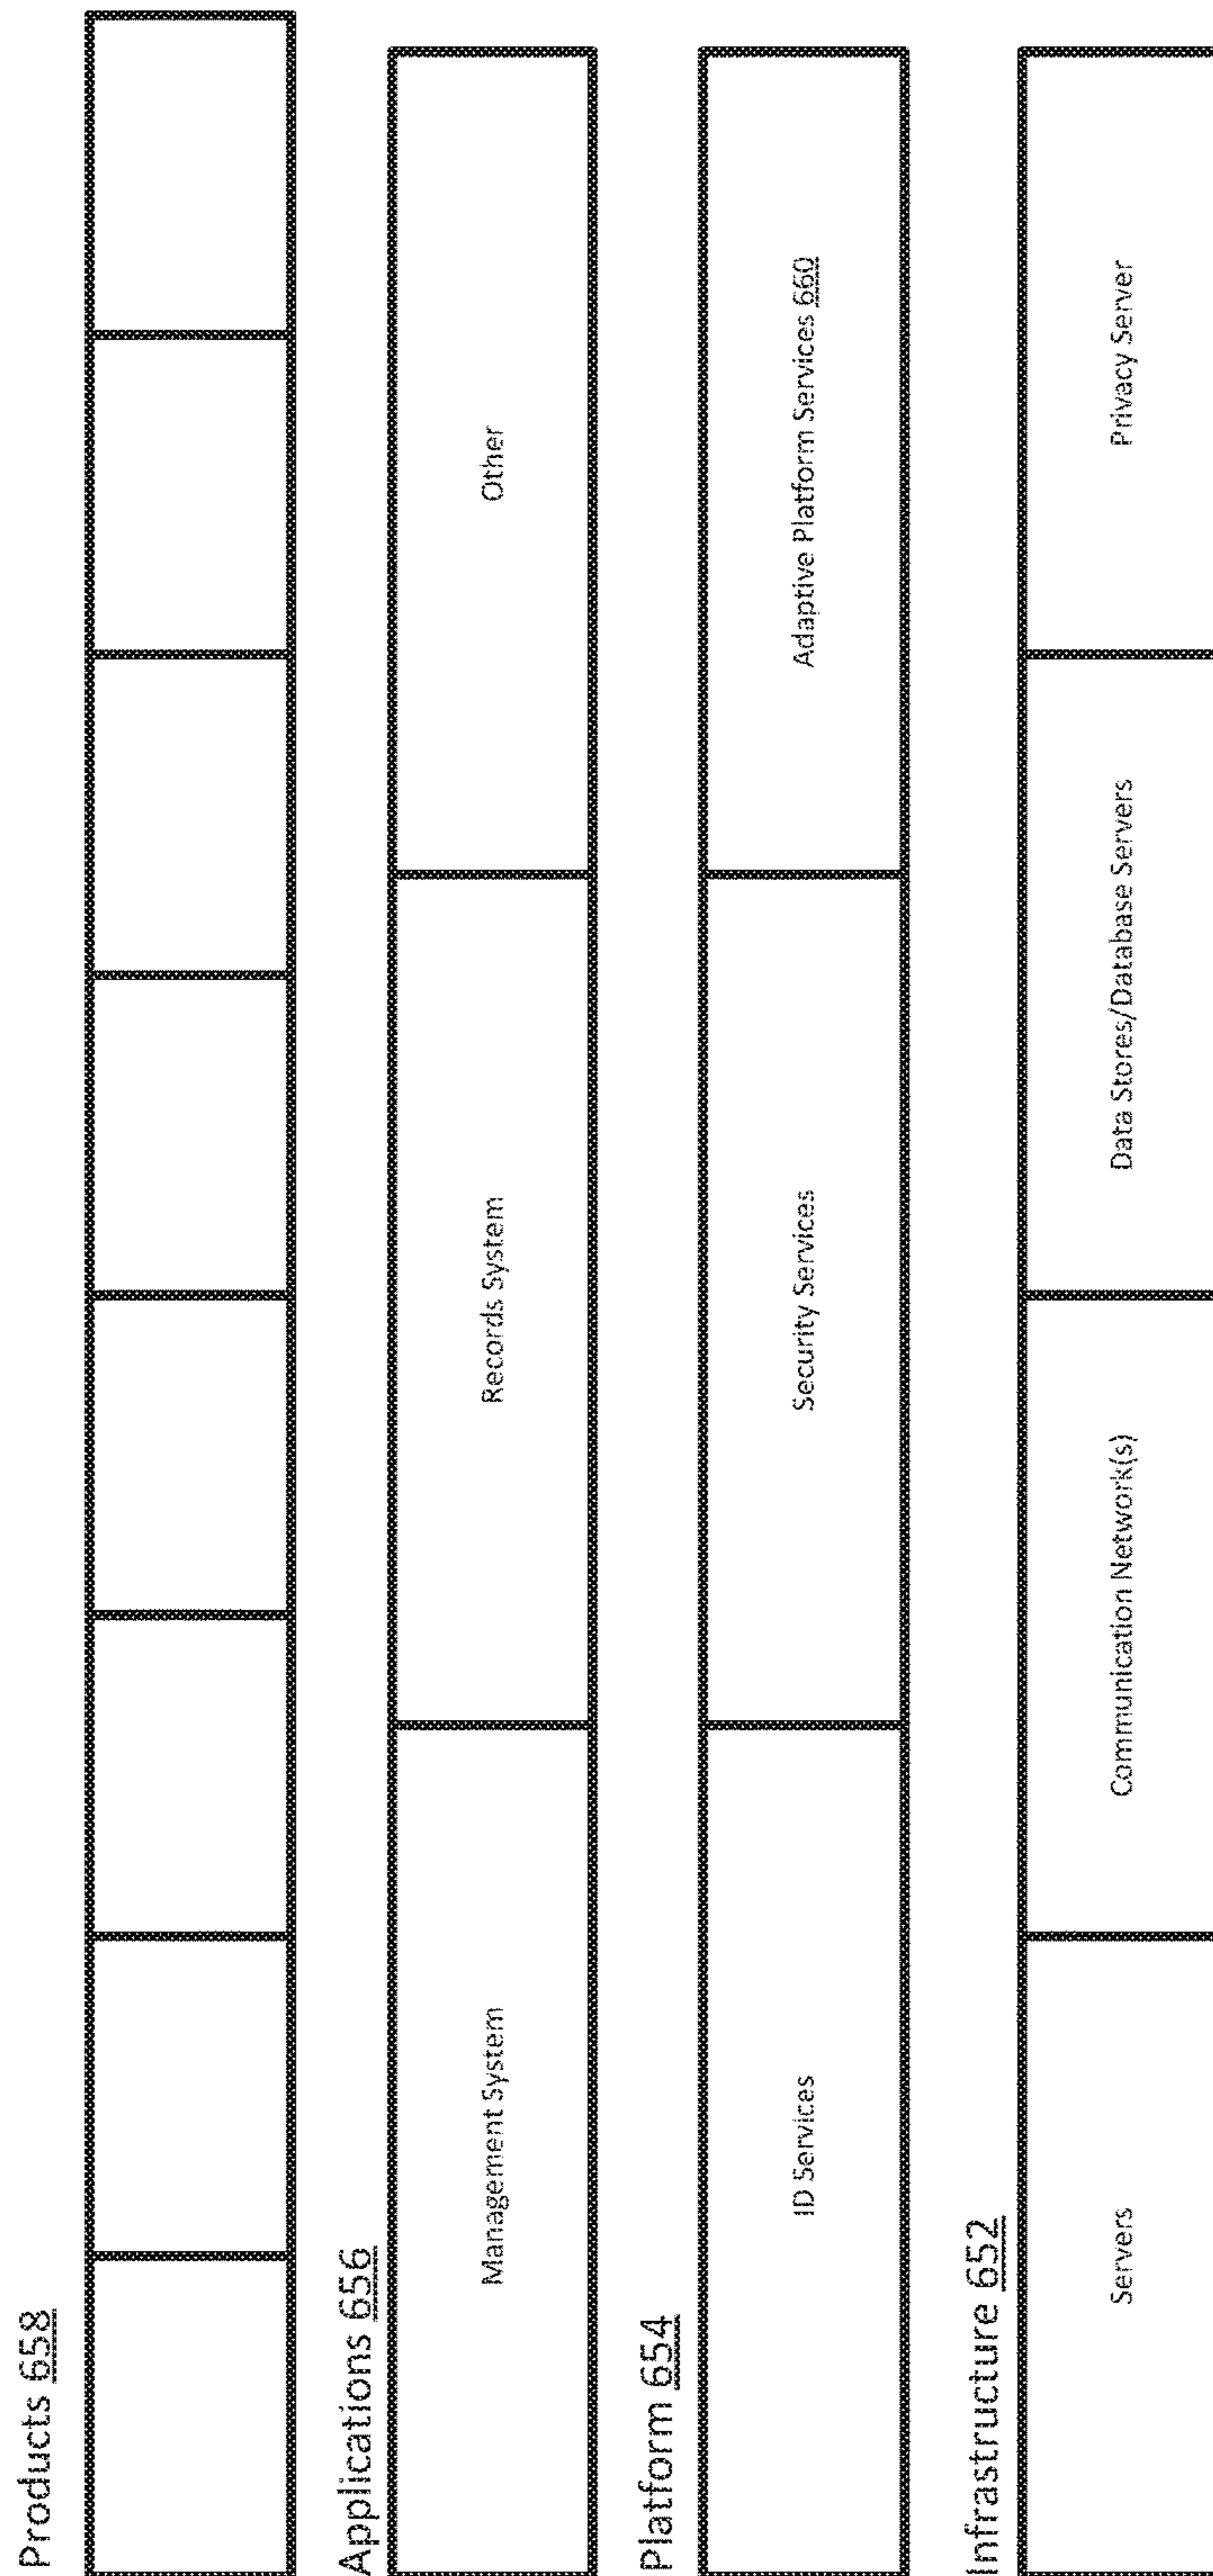 Products 658
Applications 656
Management System
Records System
Other
Platform 654
ID Services
Security Services
Adaptive Platform Services 660
Infrastructure 652
Servers
Communication Network(s)
Data Stores/Database Servers
Privacy Server